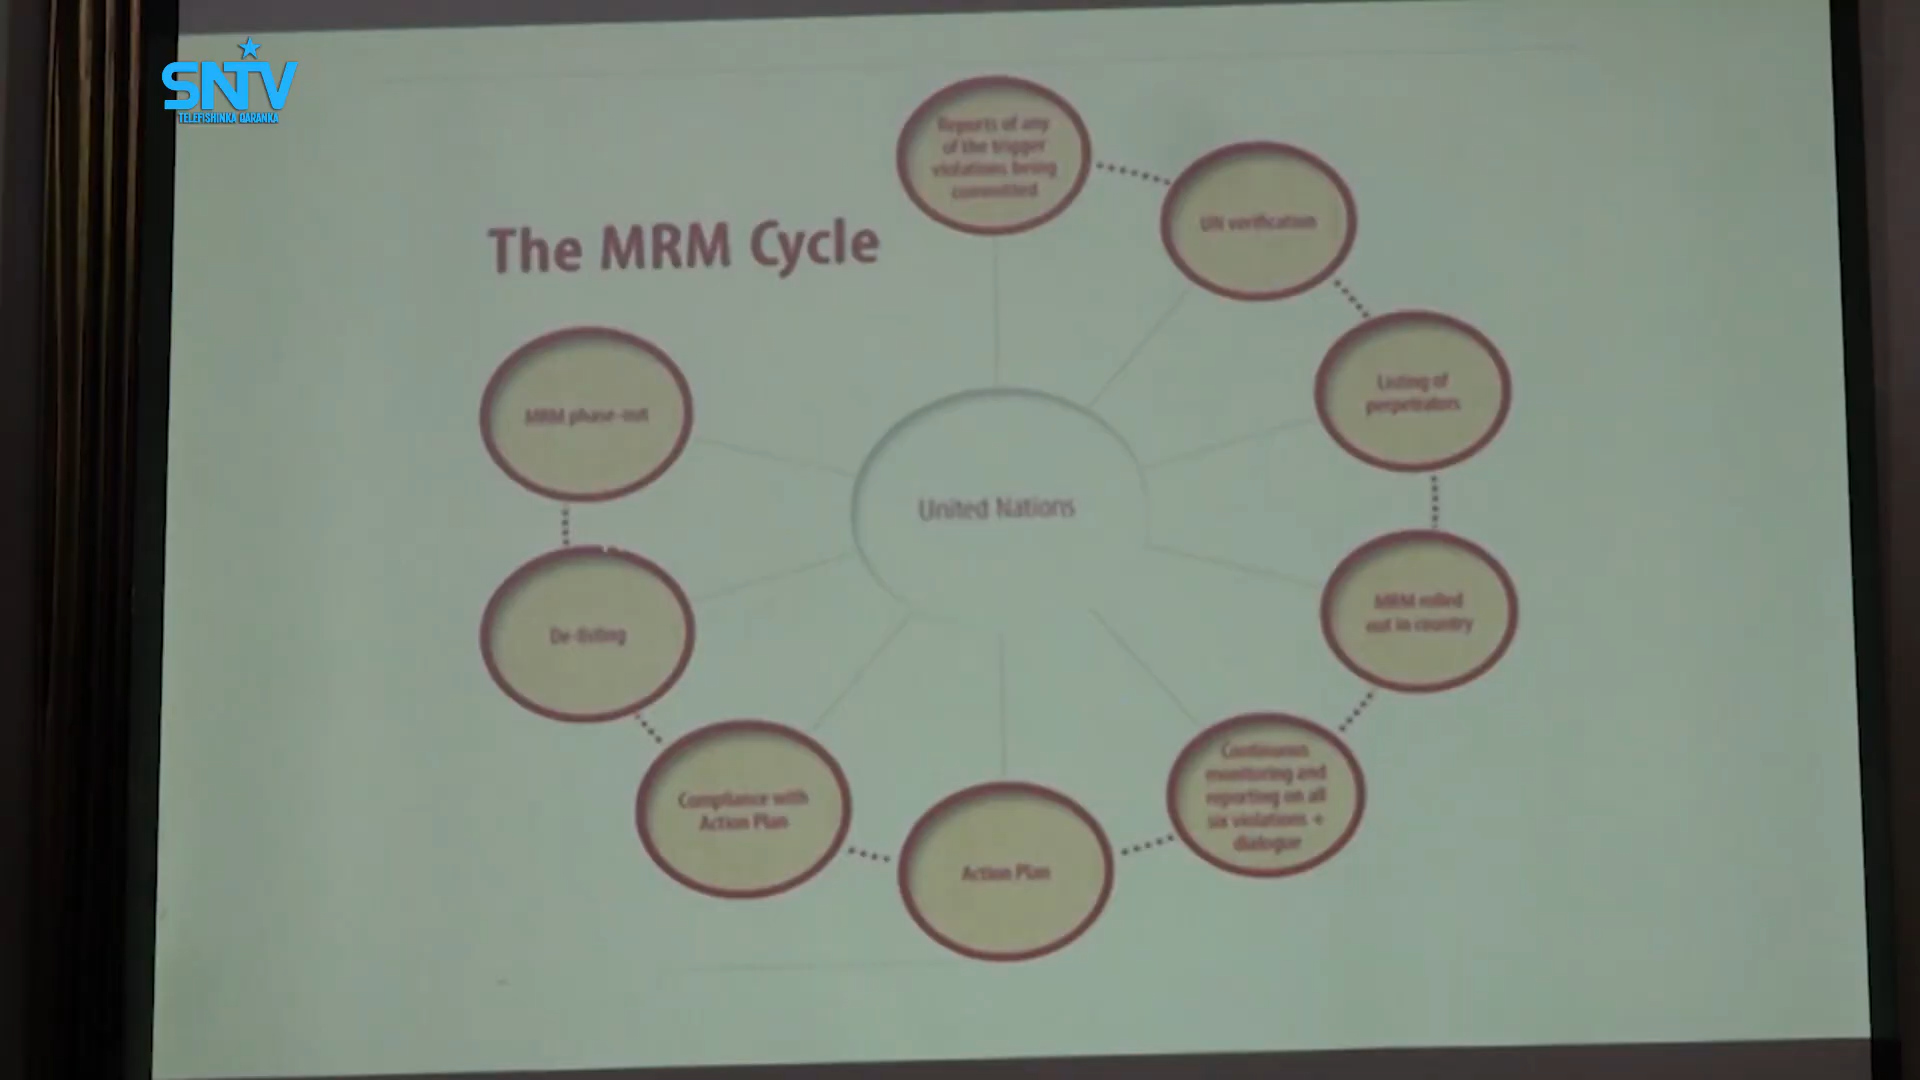 SNTV
TELEFISHINKA QARANKA
The MRM Cycle
Reports of any
of the trigger
violations being
committed
UN verification
Listing of
perpetrators
MRM rolled
out in country
Continuous
monitoring and
reporting on all
six violations +
dialogue
Action Plan
Compliance with
Action Plan
De-listing
MRM phase-out
United Nations